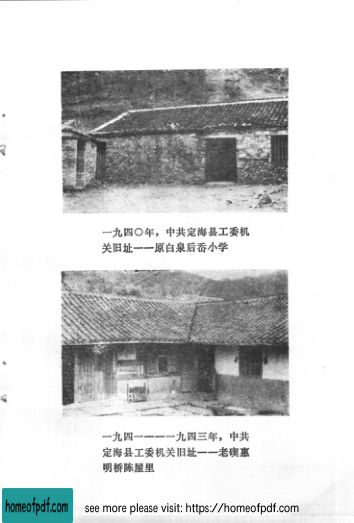 一九四〇年，中共定海县工委机
关旧址——原白泉后岙小学
一九四一——一九四三年，中共
定海县工委机关旧址——老碶惠
明桥陈屋里
homeofpdf.com
see more please visit: https://homeofpdf.com